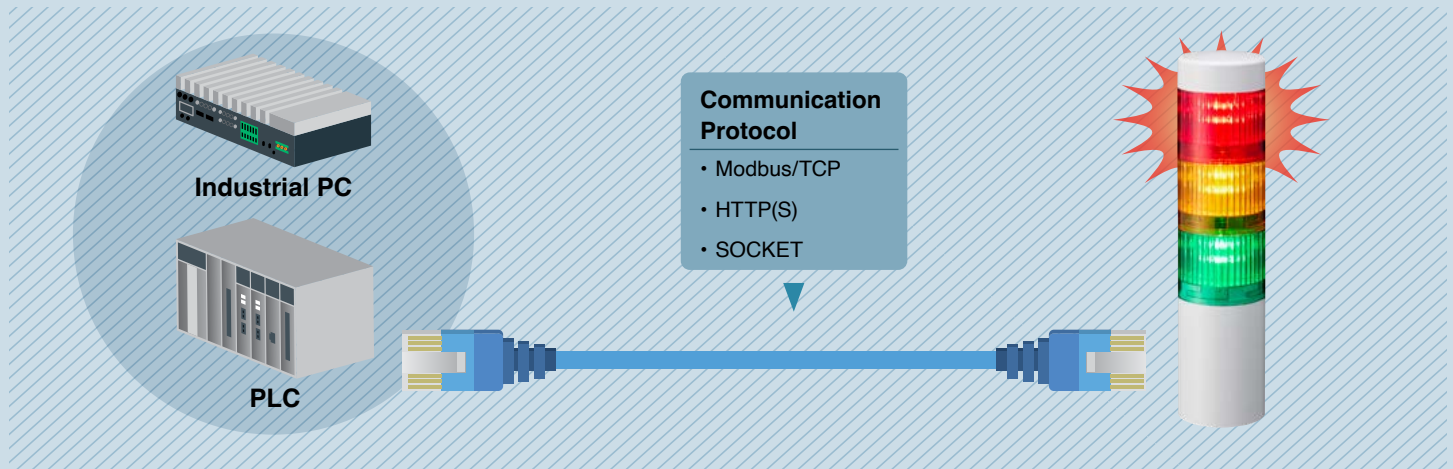 Industrial PC
PLC
Communication
Protocol
・Modbus/TCP
・HTTP(S)
・SOCKET